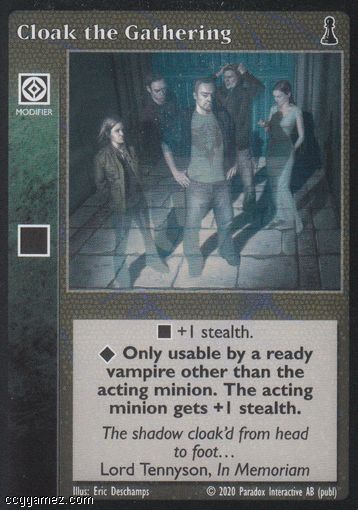 Cloak the Gathering
MODIFIER
+1 stealth.
Only usable by a ready
vampire other than the
acting minion. The acting
minion gets +1 stealth.
The shadow cloak'd from head
to foot…
Lord Tennyson, In Memoriam
Illus: Eric Deschamps © 2020 Paradox Interactive AB (publ)
ccggamez.com